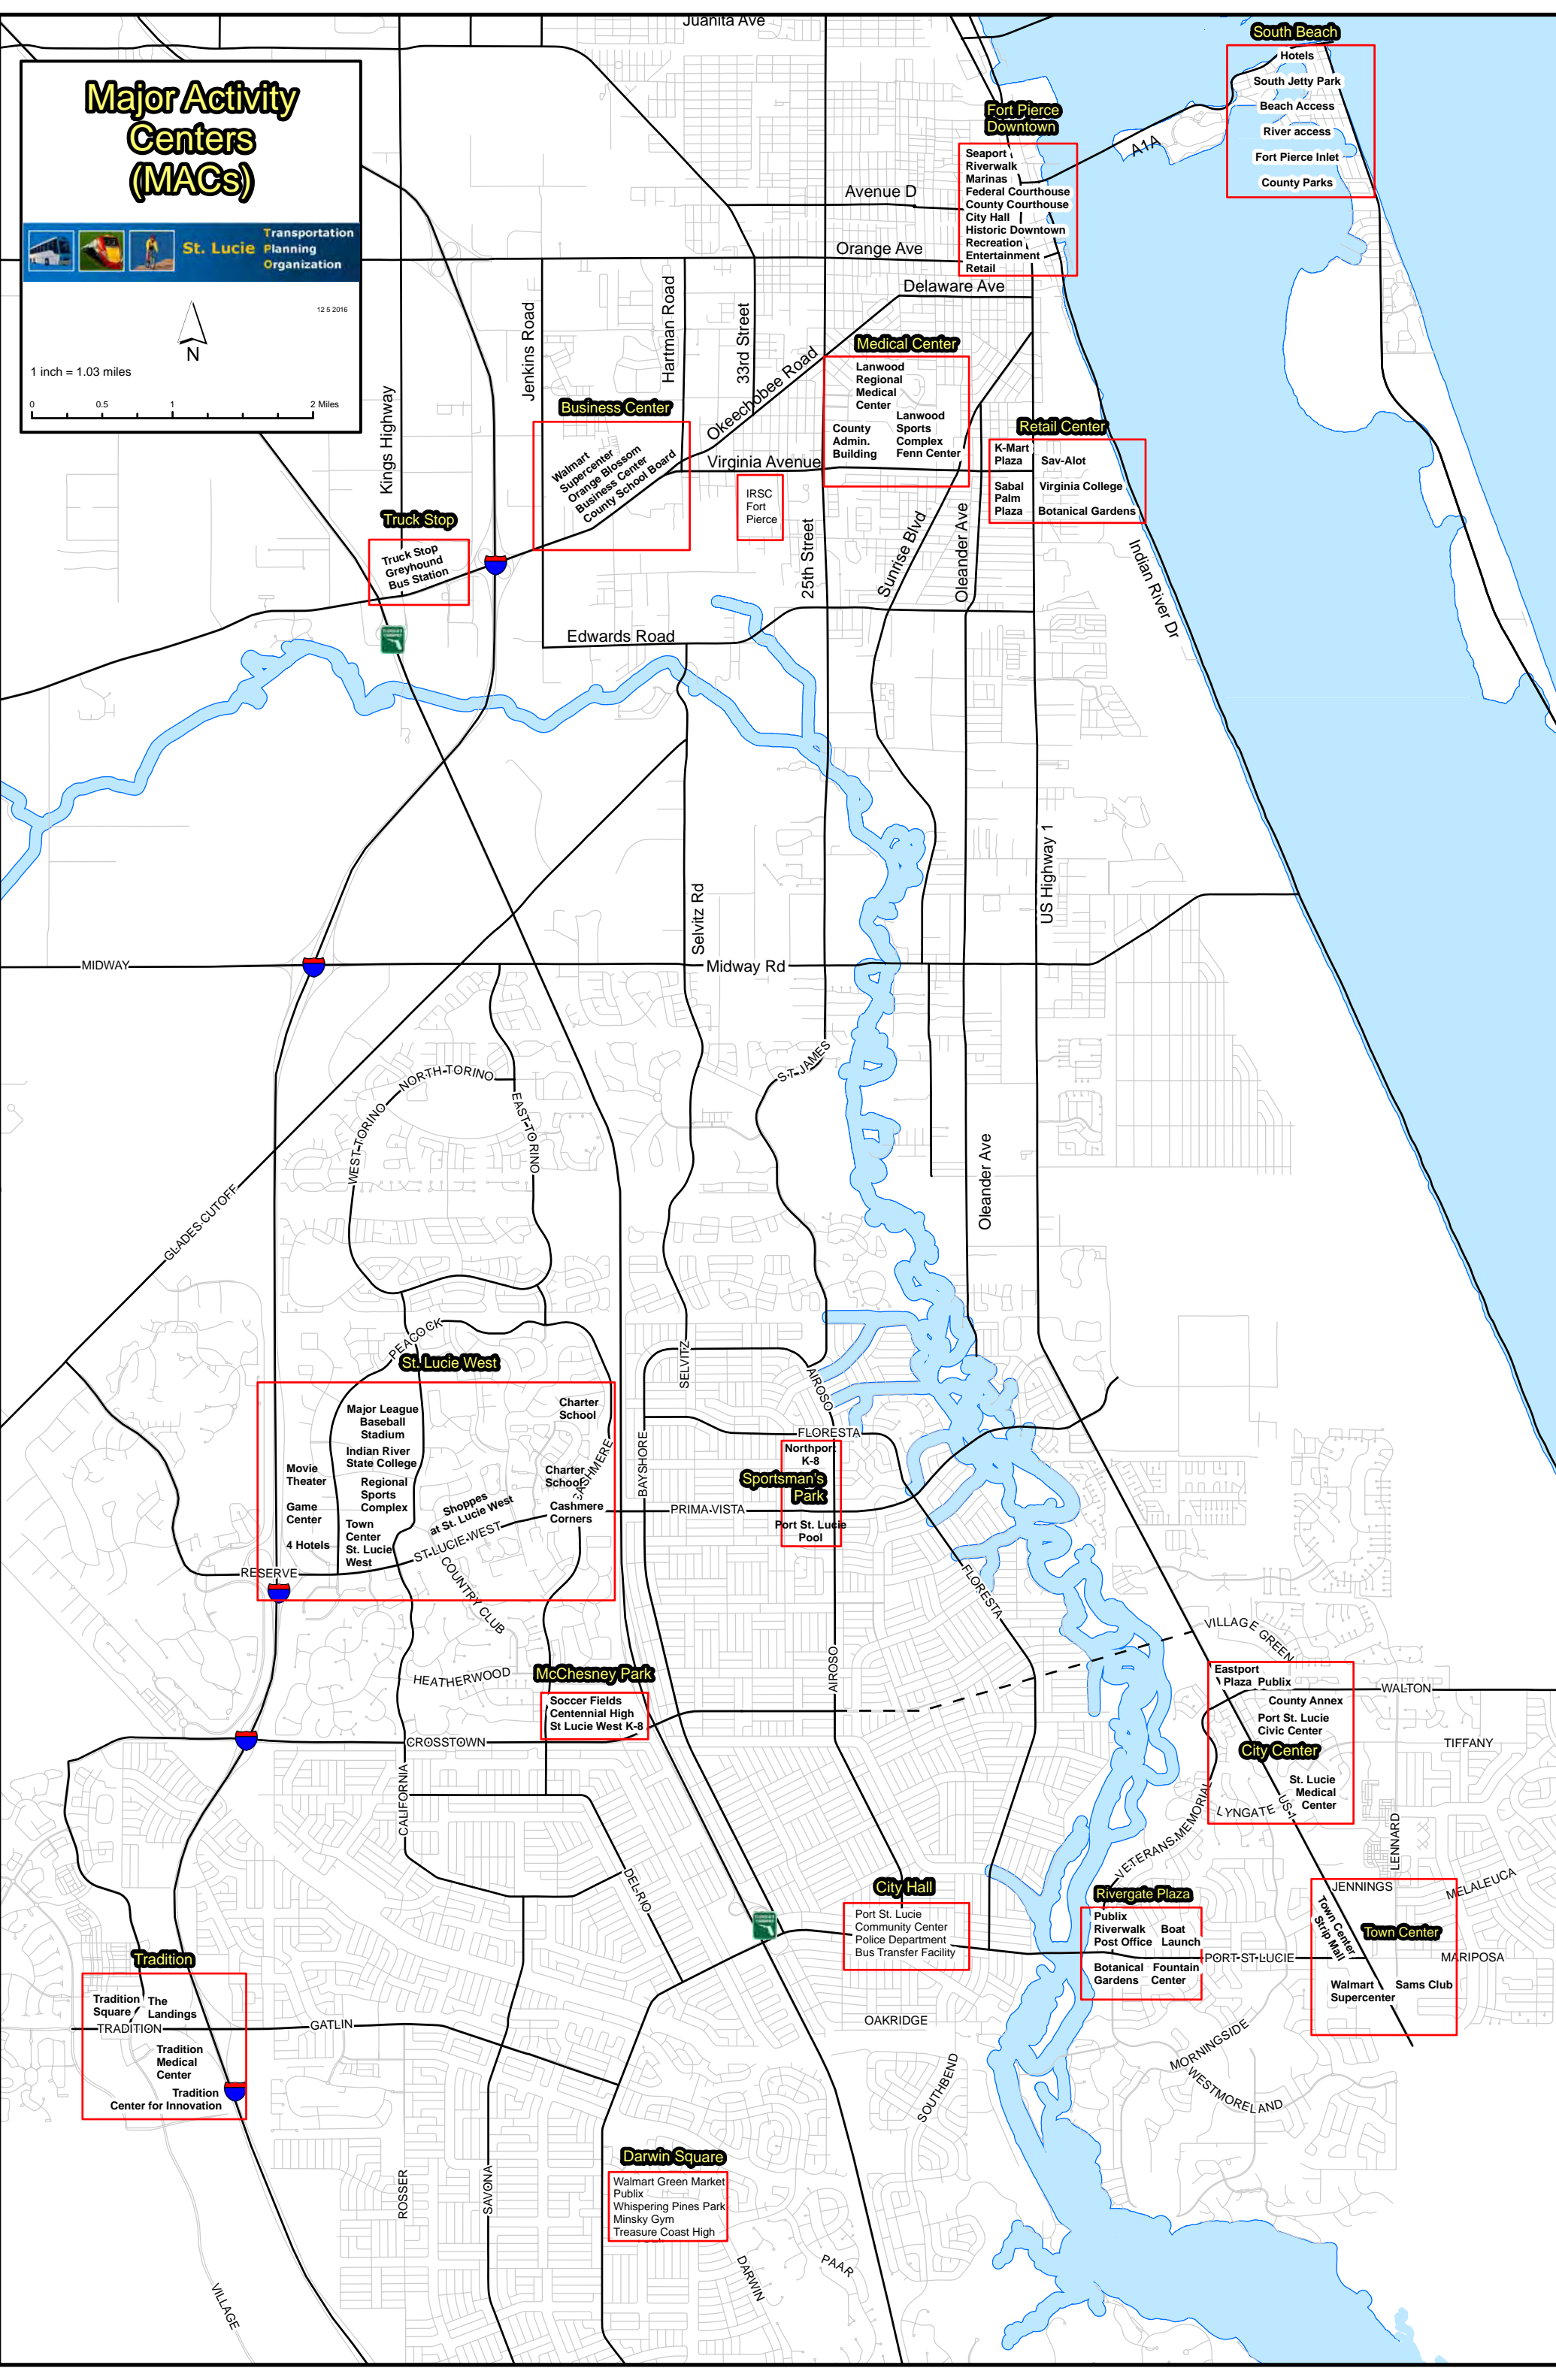 Juanita Ave
South Beach
Hotels
South Jetty Park
Beach Access
River access
Fort Pierce Inlet
County Parks
Major Activity
Centers
(MACs)
St. Lucie
Transportation
Planning
Organization
12 5 2016
N
1 inch = 1.03 miles
0 0.5 1 2 Miles
Fort Pierce
Downtown
Seaport
Riverwalk
Marinas
Federal Courthouse
County Courthouse
City Hall
Historic Downtown
Recreation
Entertainment
Retail
A1A
Avenue D
Orange Ave
Delaware Ave
Kings Highway
Jenkins Road
Hartman Road
33rd Street
Okeechobee Road
Medical Center
Lanwood
Regional
Medical
Center
Lanwood
Sports
Complex
Fenn Center
County
Admin.
Building
Business Center
Walmart
Supercenter
Orange Blossom
Business Center
County School Board
Virginia Avenue
IRSC
Fort
Pierce
Retail Center
K-Mart
Plaza
Sav-Alot
Sabal
Palm
Plaza
Virginia College
Botanical Gardens
Truck Stop
Truck Stop
Greyhound
Bus Station
25th Street
Sunrise Blvd
Oleander Ave
Indian River Dr
Edwards Road
US Highway 1
Selvitz Rd
MIDWAY
Midway Rd
ST JAMES
NORTH TORINO
WEST TORINO
EAST TORINO
Oleander Ave
GLADES CUTOFF
PEACOCK
St. Lucie West
Major League
Baseball
Stadium
Indian River
State College
Regional
Sports
Complex
Town
Center
St. Lucie
West
Movie
Theater
Game
Center
4 Hotels
Charter
School
Charter
School
CASHMERE
Cashmere
Corners
Shoppes
at St. Lucie West
ST LUCIE WEST
COUNTRY CLUB
RESERVE
SELVITZ
BAYSHORE
AIROSO
FLORESTA
Northport
K-8
Sportsman's
Park
PRIMA VISTA
Port St. Lucie
Pool
FLORESTA
AIROSO
HEATHERWOOD
McChesney Park
Soccer Fields
Centennial High
St Lucie West K-8
CROSSTOWN
CALIFORNIA
DEL RIO
VILLAGE GREEN
Eastport
Plaza Publix
WALTON
County Annex
Port St. Lucie
Civic Center
City Center
TIFFANY
St. Lucie
Medical
Center
US 1
LYNGATE
VETERANS MEMORIAL
LENNARD
JENNINGS
MELALEUCA
Town Center
Strip Mall
Town Center
MARIPOSA
Walmart
Supercenter
Sams Club
City Hall
Port St. Lucie
Community Center
Police Department
Bus Transfer Facility
Rivergate Plaza
Publix
Riverwalk
Post Office
Boat
Launch
Botanical
Gardens
Fountain
Center
PORT ST LUCIE
OAKRIDGE
MORNINGSIDE
WESTMORELAND
SOUTHBEND
Tradition
Tradition
Square
The
Landings
TRADITION
GATLIN
Tradition
Medical
Center
Tradition
Center for Innovation
Darwin Square
Walmart Green Market
Publix
Whispering Pines Park
Minsky Gym
Treasure Coast High
ROSSER
SAVONA
VILLAGE
DARWIN
PAAR